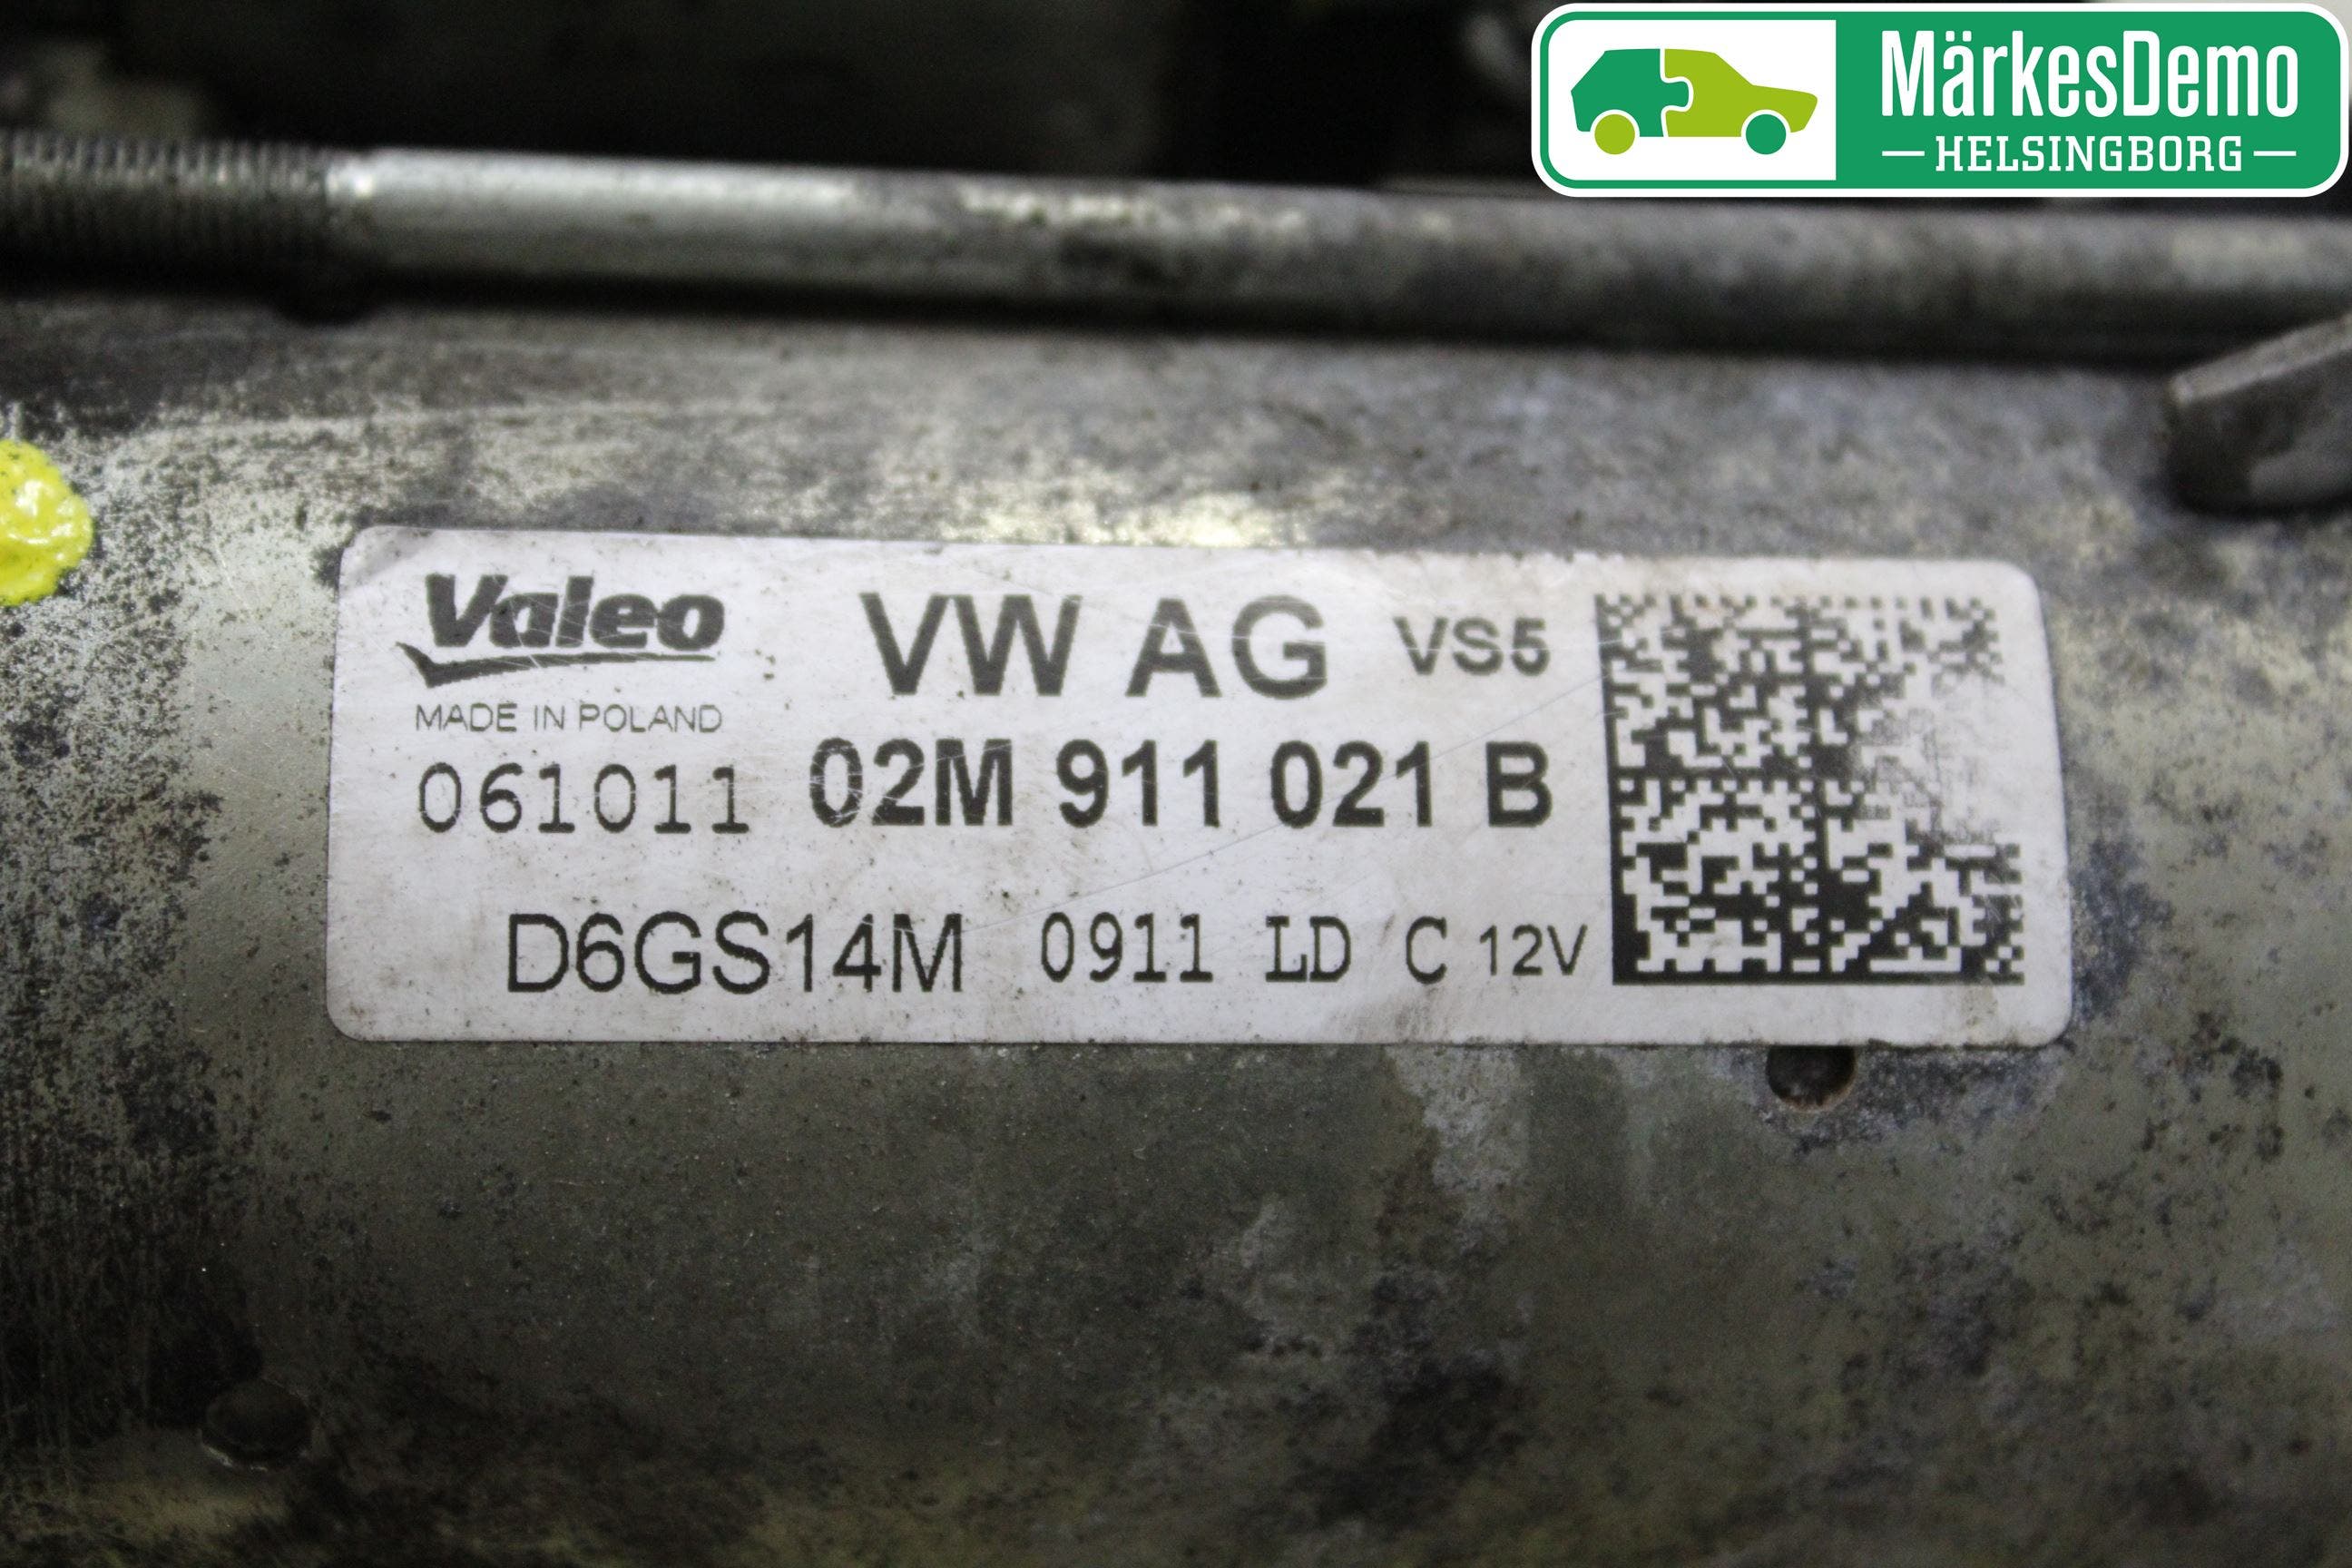 MärkesDemo
HELSINGBORG
Valeo VW AG VS5
MADE IN POLAND
061011 02M 911 021 B
D6GS14M 0911 LD C 12V